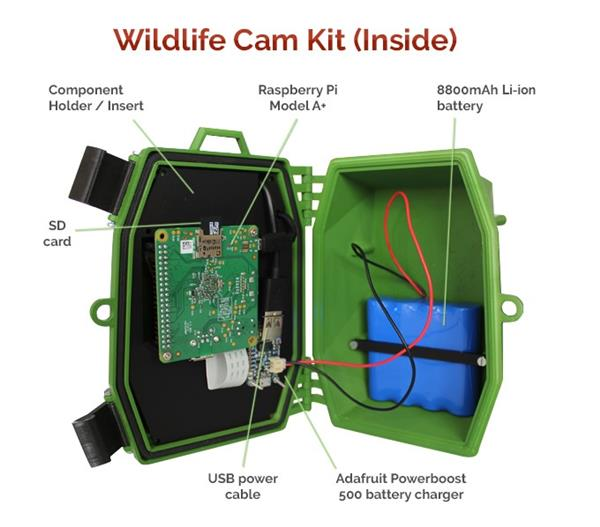 Wildlife Cam Kit (Inside)
Component
Holder / Insert
Raspberry Pi
Model A+
8800mAh Li-ion
battery
SD
card
USB power
cable
Adafruit Powerboost
500 battery charger